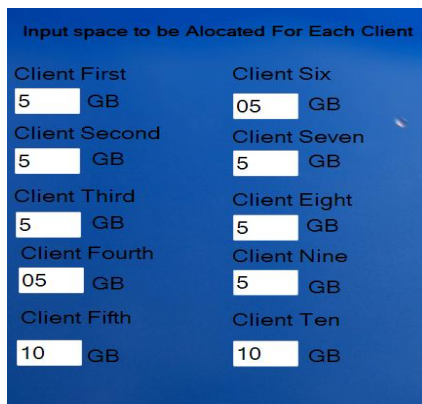 Input space to be Alocated For Each Client
Client First
5 GB
Client Second
5 GB
Client Third
5 GB
Client Fourth
05 GB
Client Fifth
10 GB
Client Six
05 GB
Client Seven
5 GB
Client Eight
5 GB
Client Nine
5 GB
Client Ten
10 GB